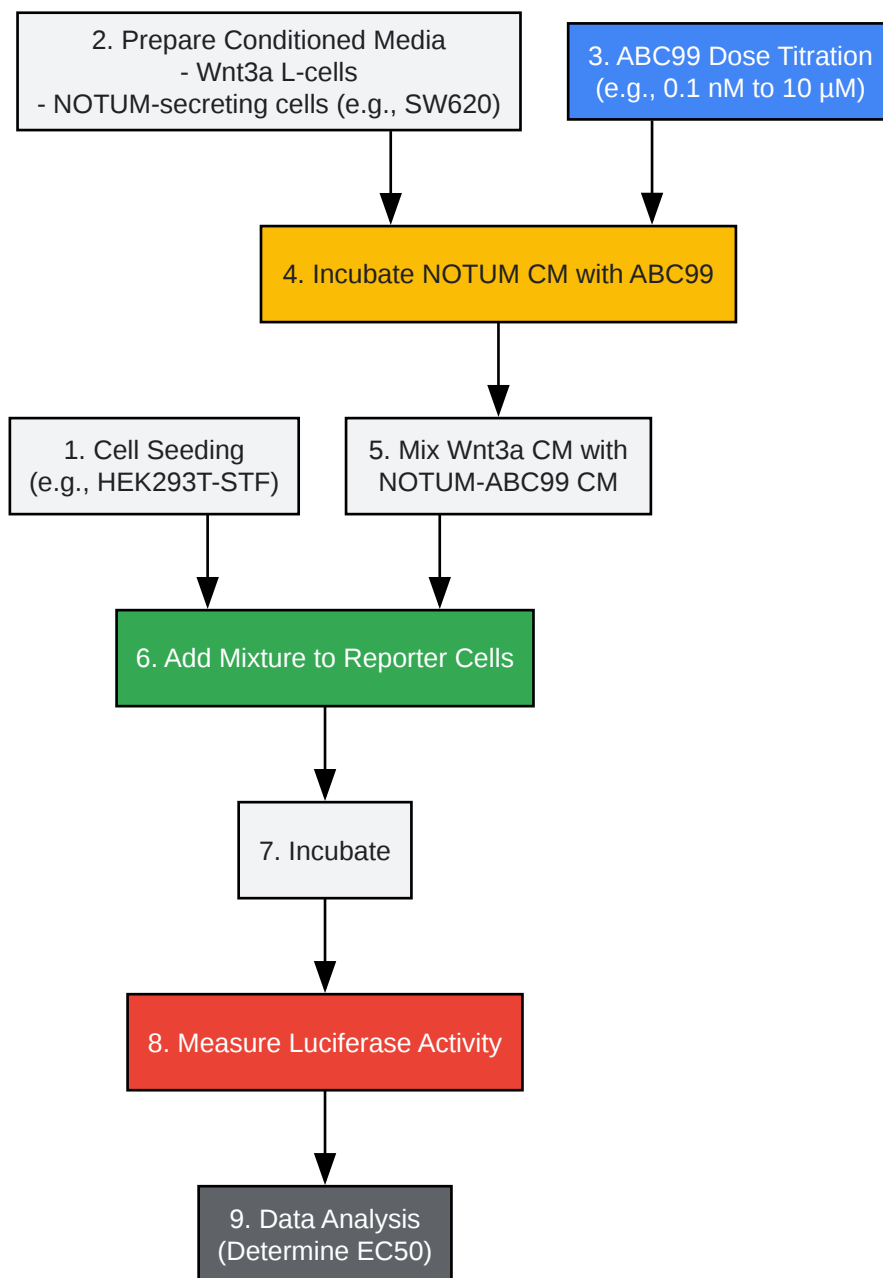 2. Prepare Conditioned Media
- Wnt3a L-cells
- NOTUM-secreting cells (e.g., SW620)
3. ABC99 Dose Titration
(e.g., 0.1 nM to 10 µM)
4. Incubate NOTUM CM with ABC99
1. Cell Seeding
(e.g., HEK293T-STF)
5. Mix Wnt3a CM with
NOTUM-ABC99 CM
6. Add Mixture to Reporter Cells
7. Incubate
8. Measure Luciferase Activity
9. Data Analysis
(Determine EC50)